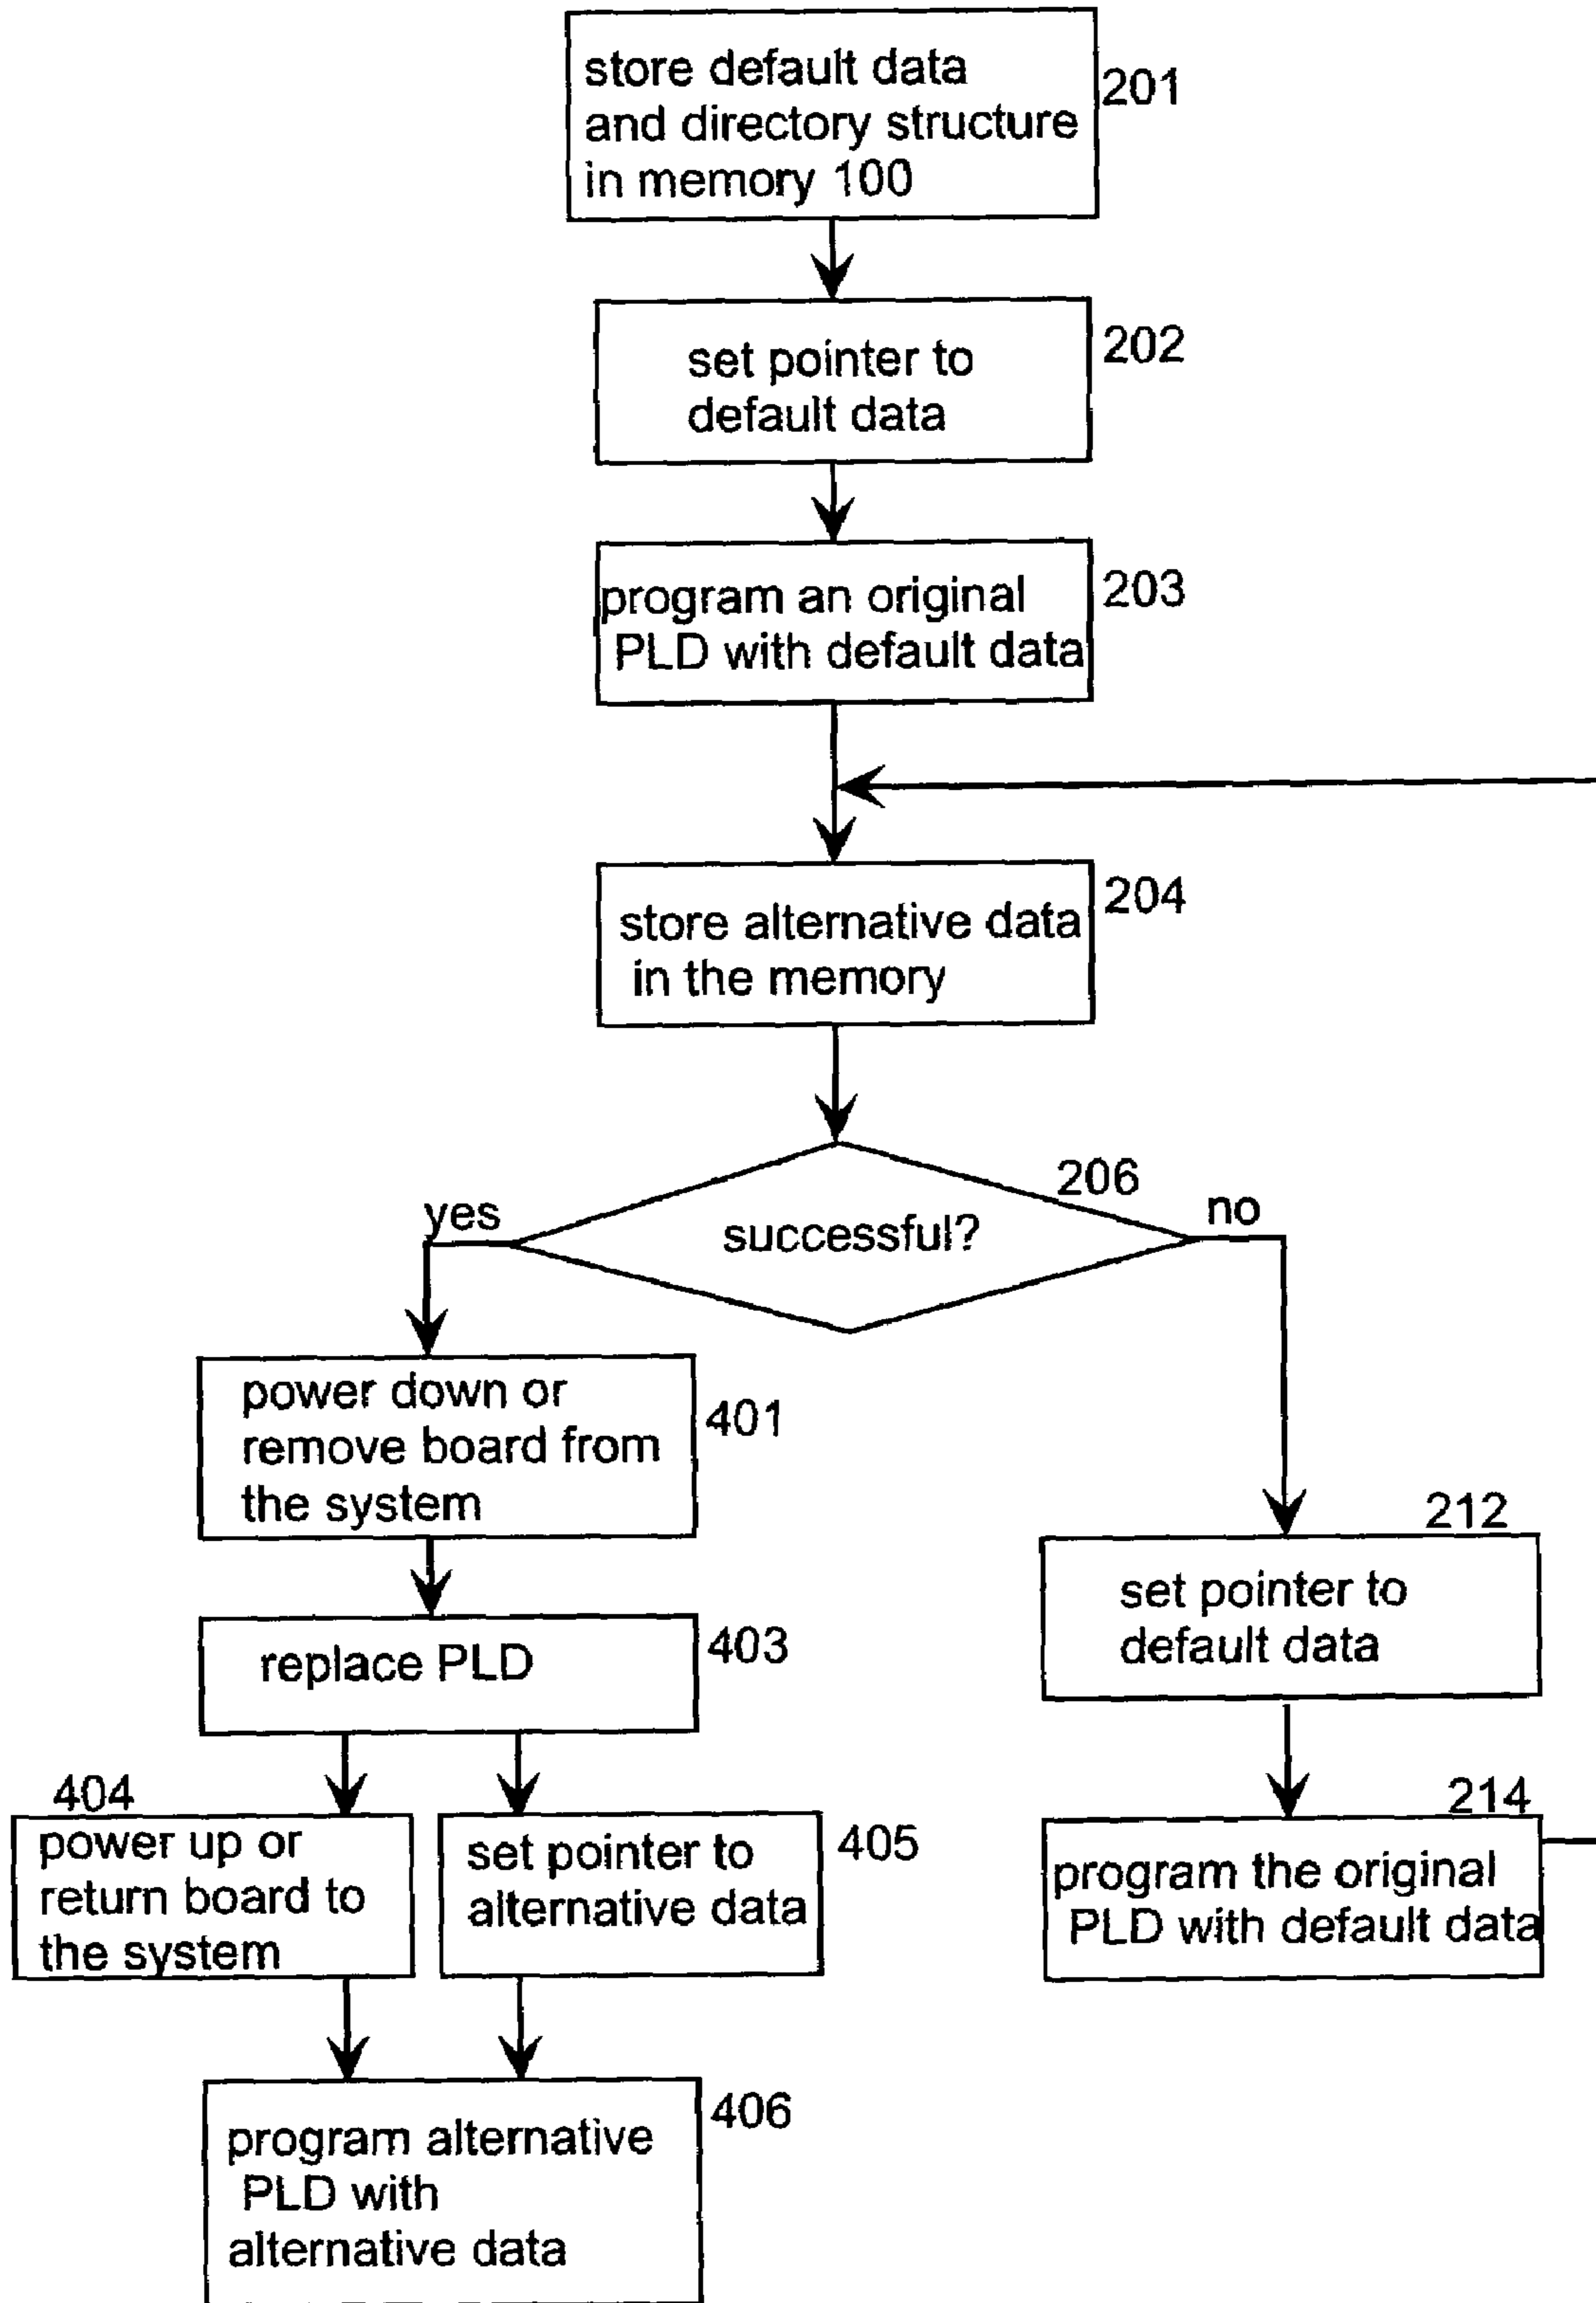 store default data
and directory structure
in memory 100
201
set pointer to
default data
202
program an original
PLD with default data
203
store alternative data
in the memory
204
successful?
206
yes
no
power down or
remove board from
the system
401
replace PLD
403
404
power up or
return board to
the system
set pointer to
alternative data
405
program alternative
PLD with
alternative data
406
212
set pointer to
default data
214
program the original
PLD with default data